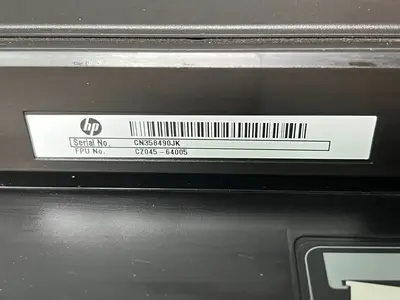 hp
Serial No. CN358490JK
FPU No. CZ045-64005